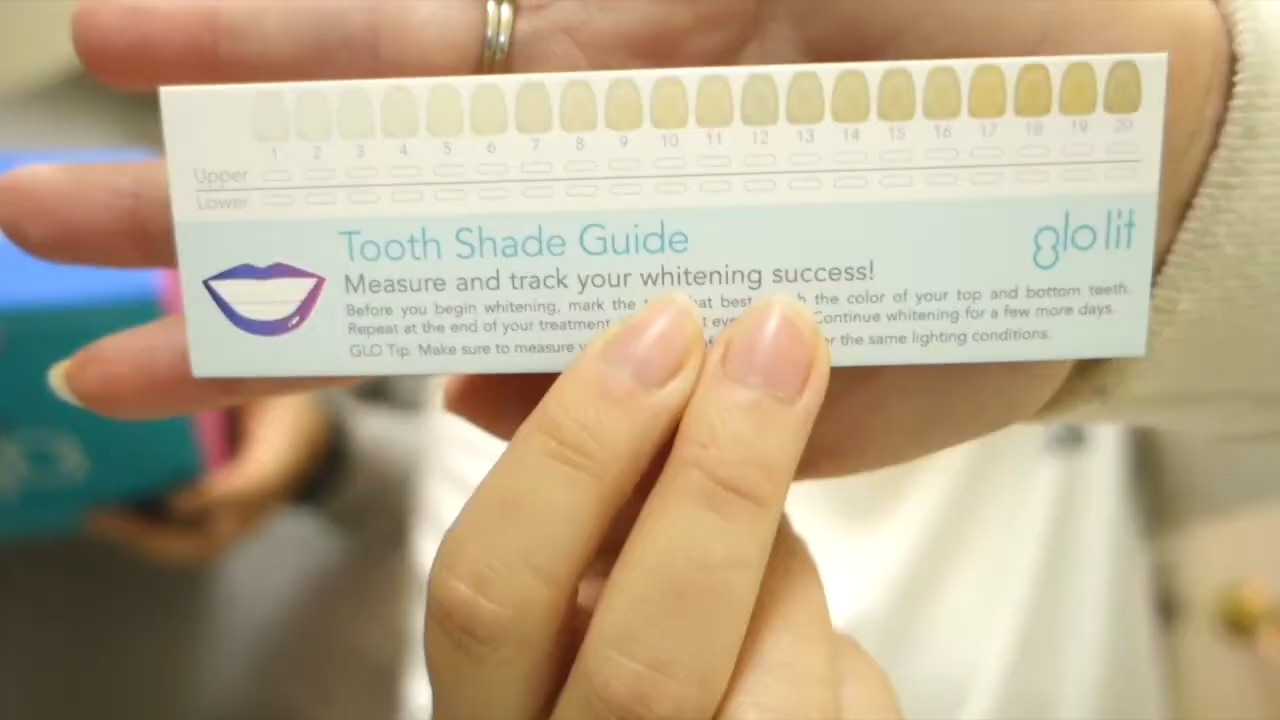 1 2 3 4 5 6 7 8 9 10 11 12 13 14 15 16 17 18 19 20
Upper
Lower
Tooth Shade Guide
glo lit
Measure and track your whitening success!
Before you begin whitening, mark the best the color of your top and bottom teeth.
Repeat at the end of your treatment Continue whitening for a few more days.
GLO Tip. Make sure to measure the same lighting conditions.